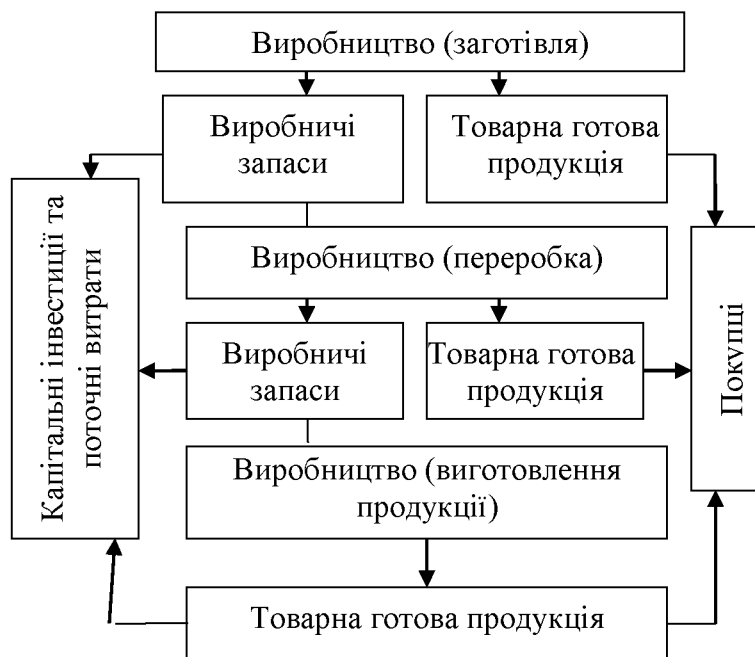 Виробництво (заготівля)
Виробничі
запаси
Товарна готова
продукція
Капітальні інвестиції та
поточні витрати
Виробництво (переробка)
Покупці
Виробничі
запаси
Товарна готова
продукція
Виробництво (виготовлення
продукції)
Товарна готова продукція